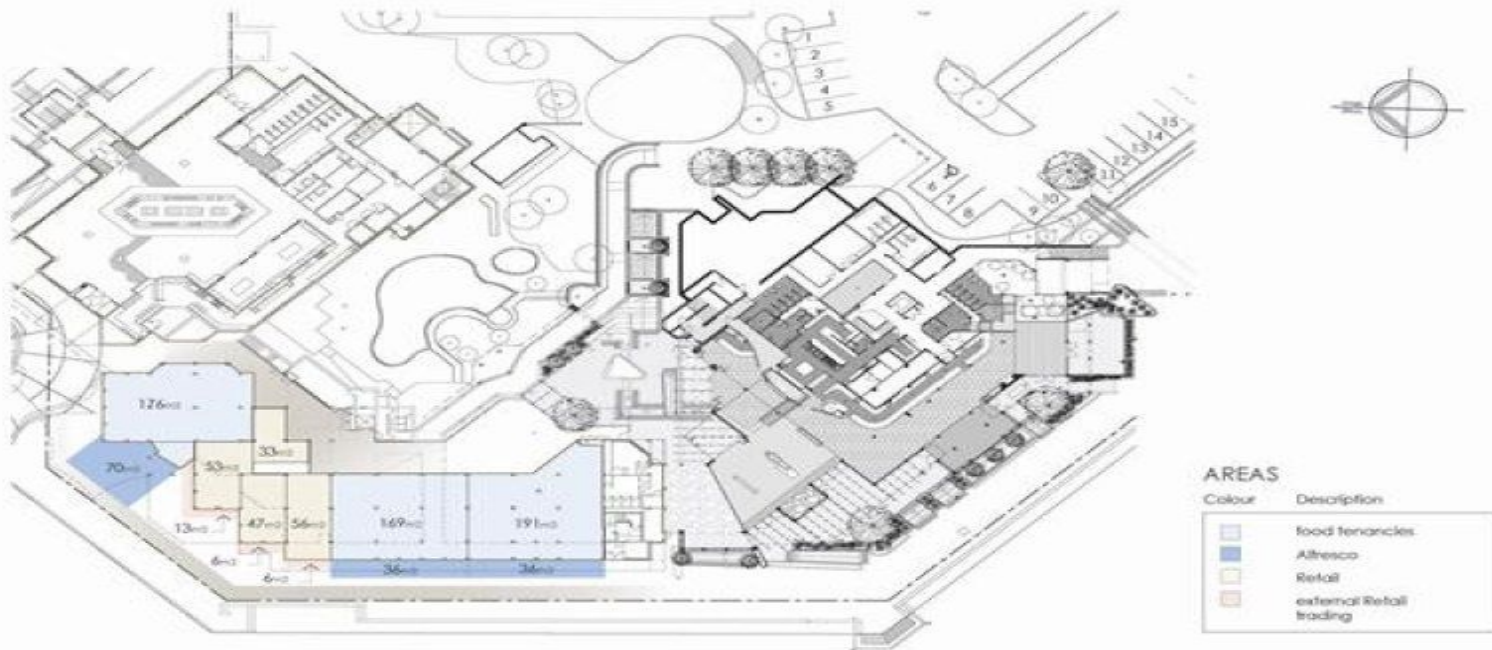 1
2
3
4
5
6
7
8
9
10
11
12
13
14
15
126m2
70m2
53m2
33m2
13m2
47m2
56m2
169m2
191m2
6m2
6m2
36m2
36m2
AREAS
Colour Description
food tenancies
Alfresco
Retail
external Retail
trading